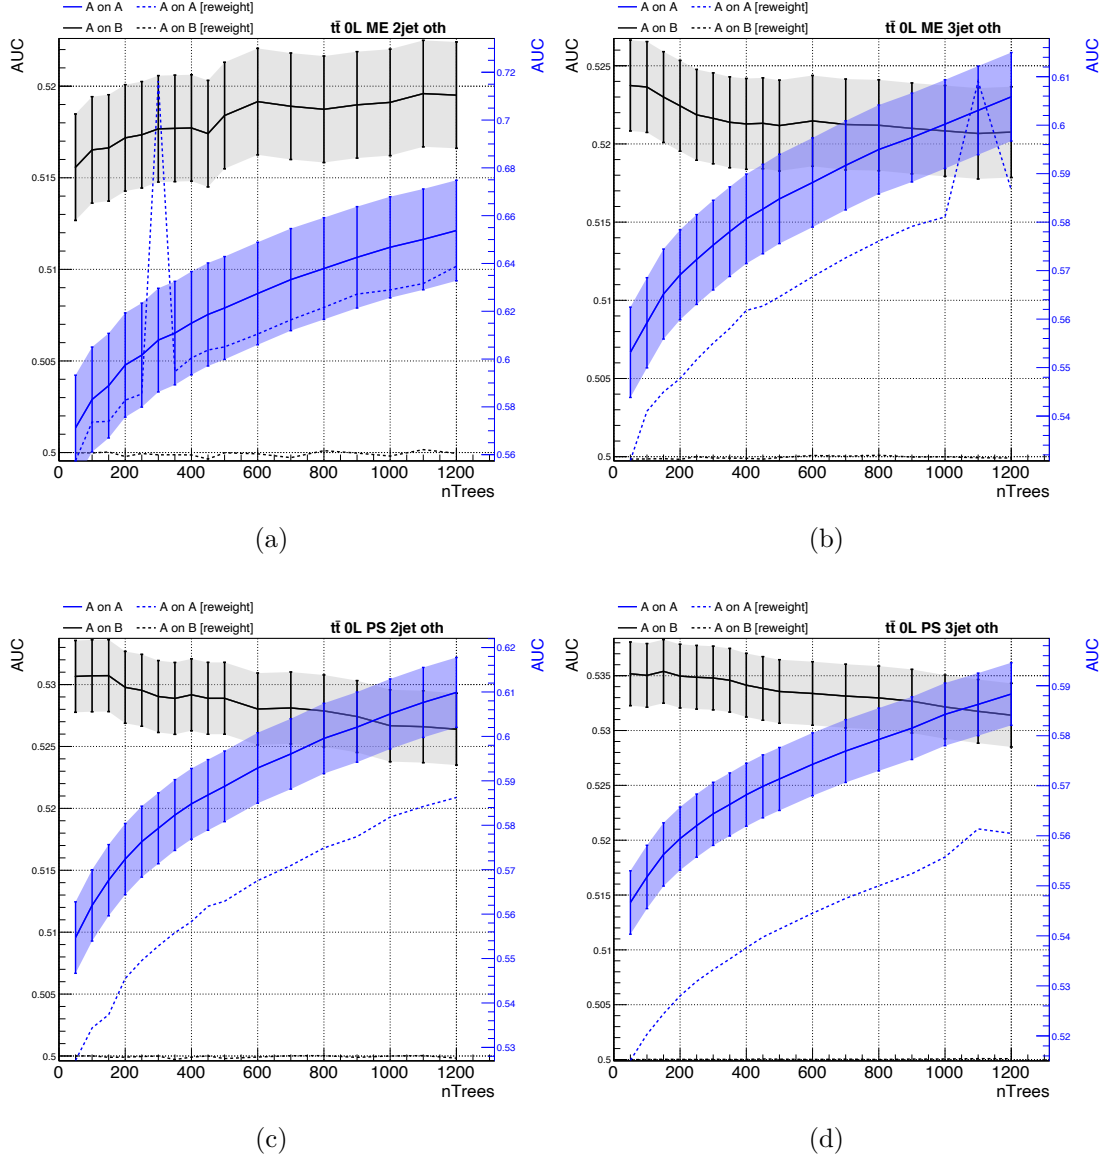 A on A A on A [reweight]
A on B A on B [reweight]
tt̄ 0L ME 2jet oth
AUC
AUC
0.52
0.515
0.51
0.505
0.5
0.72
0.7
0.68
0.66
0.64
0.62
0.6
0.58
0.56
0 200 400 600 800 1000 1200
nTrees
(a)
A on A A on A [reweight]
A on B A on B [reweight]
tt̄ 0L ME 3jet oth
AUC
AUC
0.525
0.52
0.515
0.51
0.505
0.5
0.61
0.6
0.59
0.58
0.57
0.56
0.55
0.54
0 200 400 600 800 1000 1200
nTrees
(b)
A on A A on A [reweight]
A on B A on B [reweight]
tt̄ 0L PS 2jet oth
AUC
AUC
0.53
0.525
0.52
0.515
0.51
0.505
0.5
0.62
0.61
0.6
0.59
0.58
0.57
0.56
0.55
0.54
0.53
0 200 400 600 800 1000 1200
nTrees
(c)
A on A A on A [reweight]
A on B A on B [reweight]
tt̄ 0L PS 3jet oth
AUC
AUC
0.535
0.53
0.525
0.52
0.515
0.51
0.505
0.5
0.59
0.58
0.57
0.56
0.55
0.54
0.53
0.52
0 200 400 600 800 1000 1200
nTrees
(d)